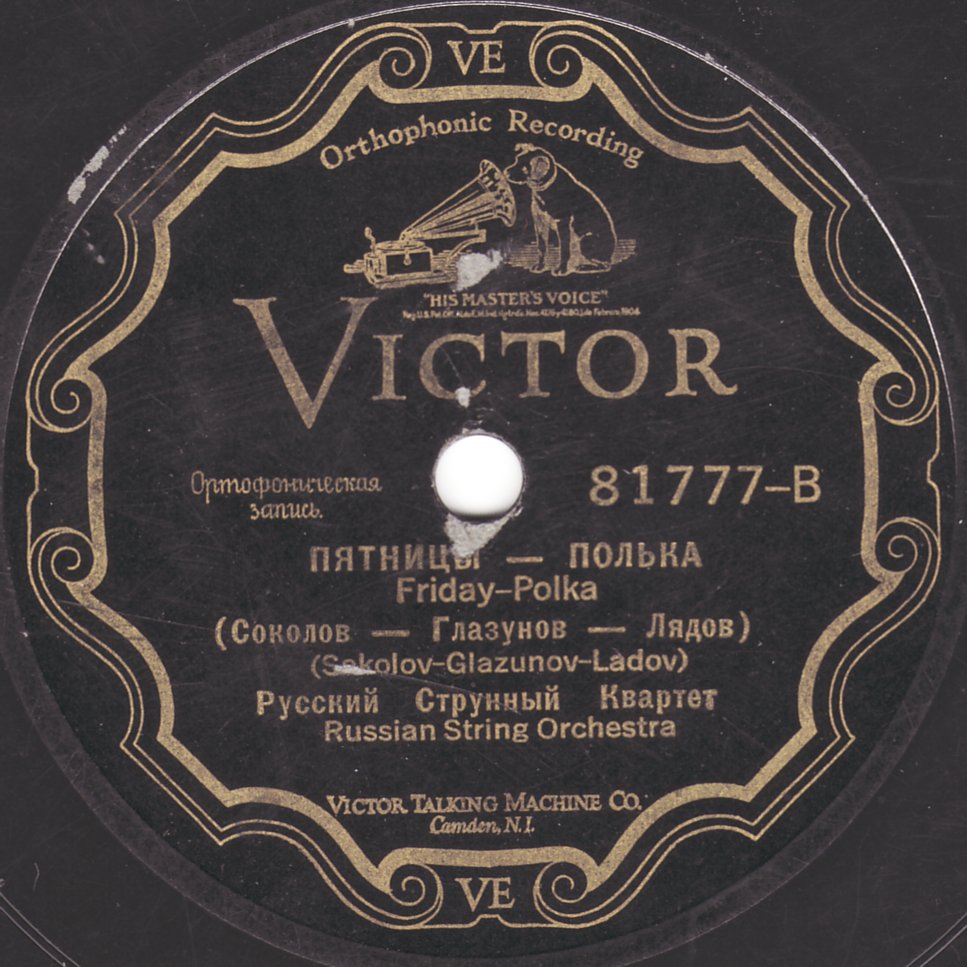 VE
Orthophonic Recording
"HIS MASTER'S VOICE"
VICTOR
Ортофоническая
запись.
81777-B
ПЯТНИЦЫ — ПОЛЬКА
Friday-Polka
(Соколов — Глазунов — Лядов)
(Sokolov-Glazunov-Ladov)
Русский Струнный Квартет
Russian String Orchestra
VICTOR TALKING MACHINE CO.
Camden, N.J.
VE